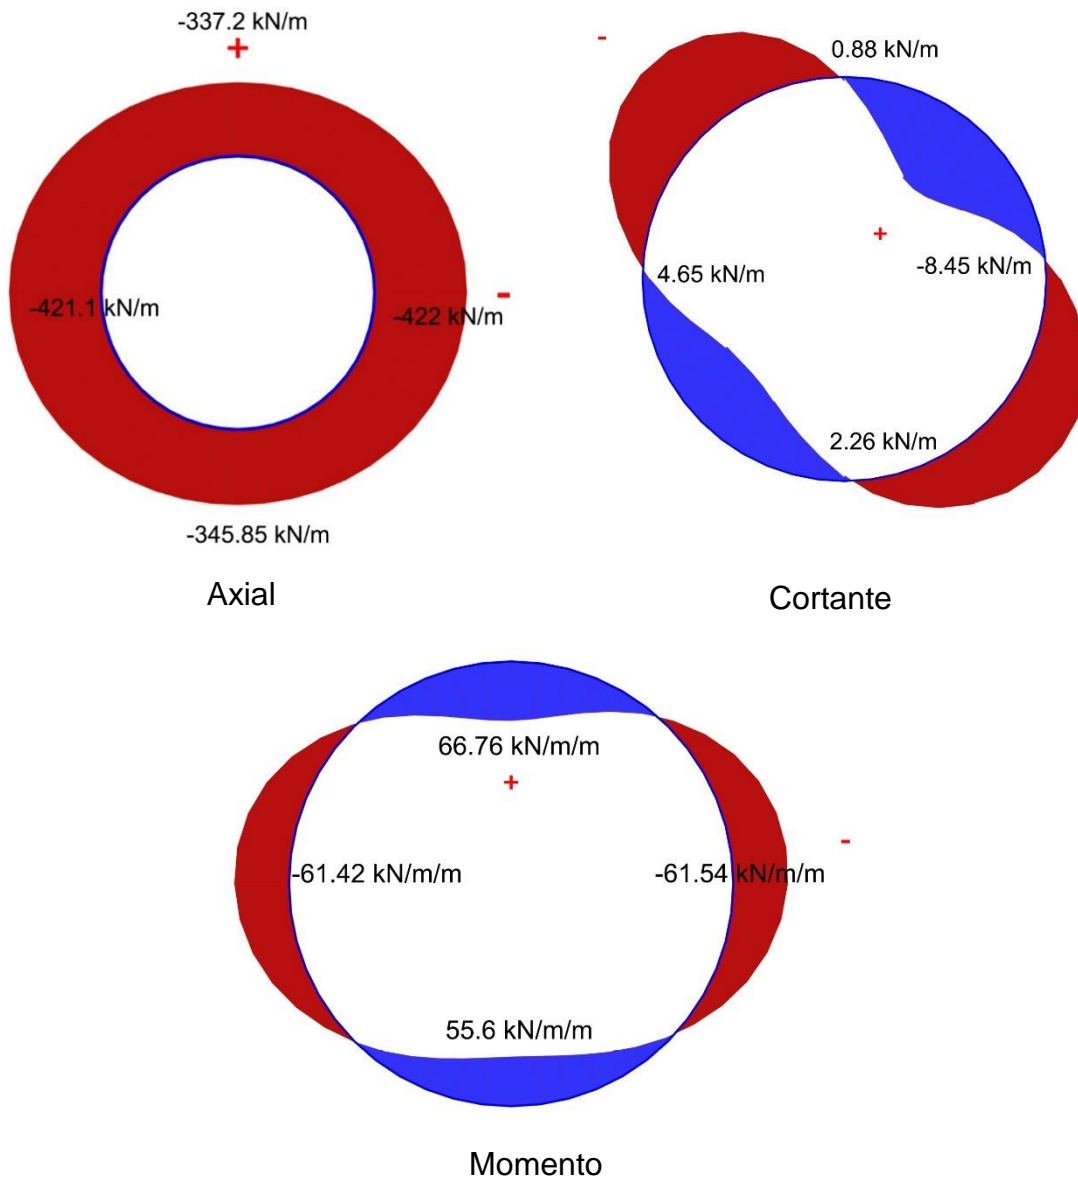 -337.2 kN/m
+
-421.1 kN/m
-422 kN/m
-
-345.85 kN/m
Axial
-
0.88 kN/m
+
4.65 kN/m
-8.45 kN/m
2.26 kN/m
Cortante
66.76 kN/m/m
+
-
-61.42 kN/m/m
-61.54 kN/m/m
55.6 kN/m/m
Momento